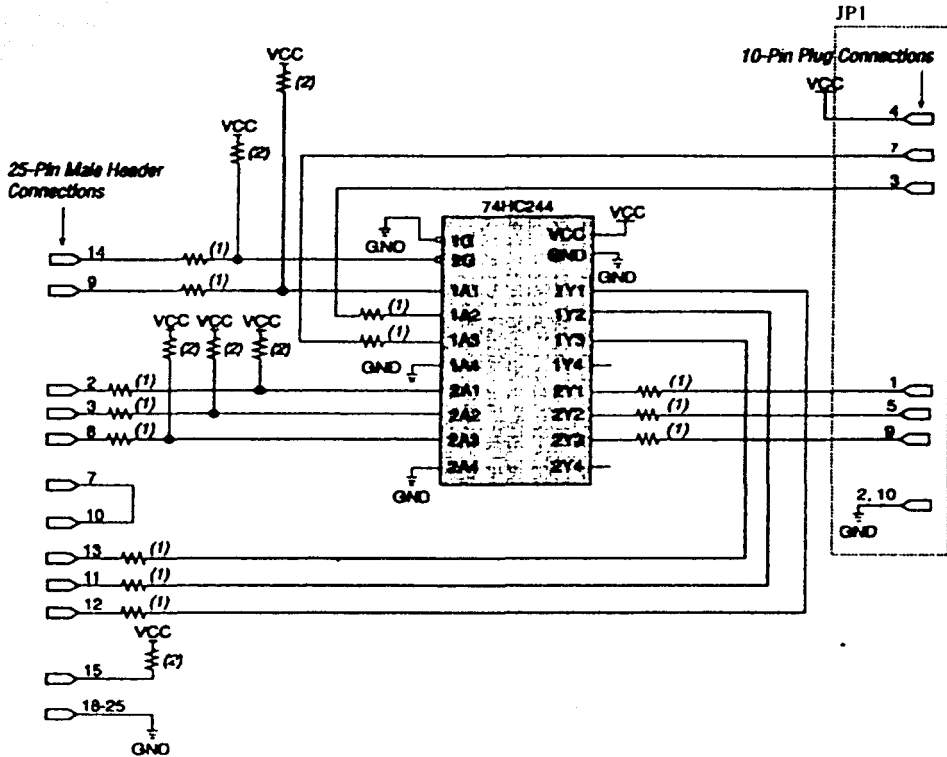 JP1
10-Pin Plug Connections
VCC
4
7
3
VCC
(2)
VCC
(2)
25-Pin Male Header
Connections
14
(1)
9
(1)
GND
74HC244
1G
2G
1A1
1A2
1A3
1A4
2A1
2A2
2A3
2A4
VCC
GND
1Y1
1Y2
1Y3
1Y4
2Y1
2Y2
2Y3
2Y4
VCC
GND
(1)
(1)
GND
VCC
VCC
VCC
(2)
(2)
(2)
2
(1)
3
(1)
8
(1)
GND
(1)
1
(1)
5
(1)
9
7
10
2, 10
GND
13
(1)
11
(1)
12
(1)
VCC
(2)
15
18-25
GND